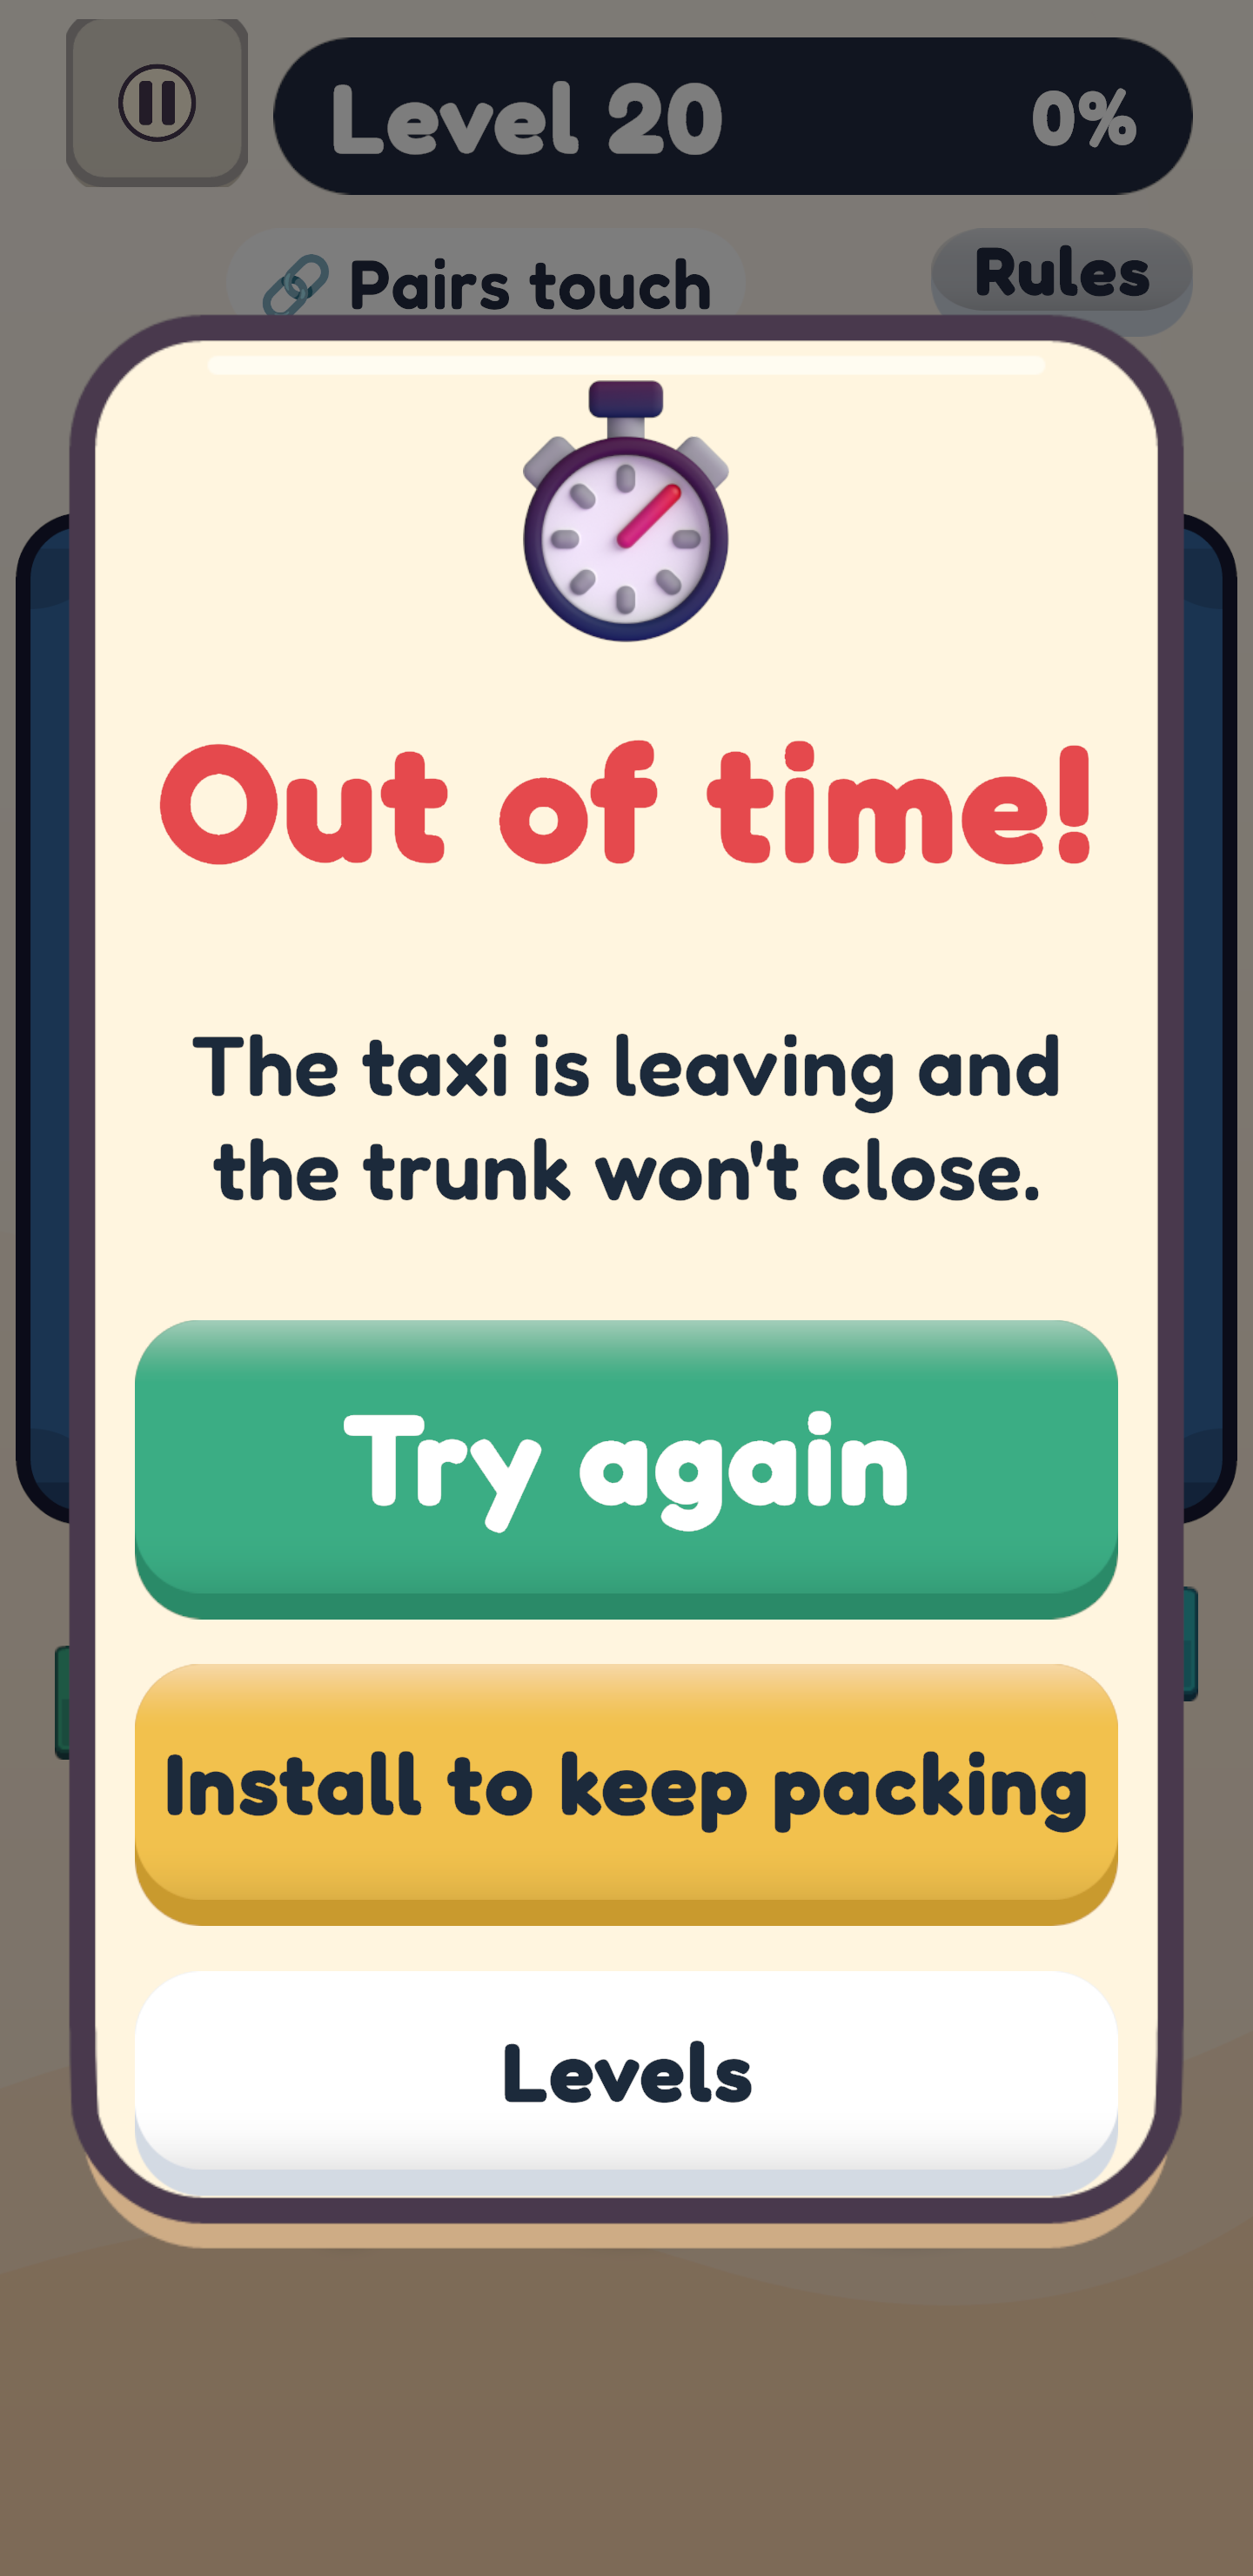 Level 20
0%
Pairs touch
Rules
Out of time!
The taxi is leaving and
the trunk won't close.
Try again
Install to keep packing
Levels